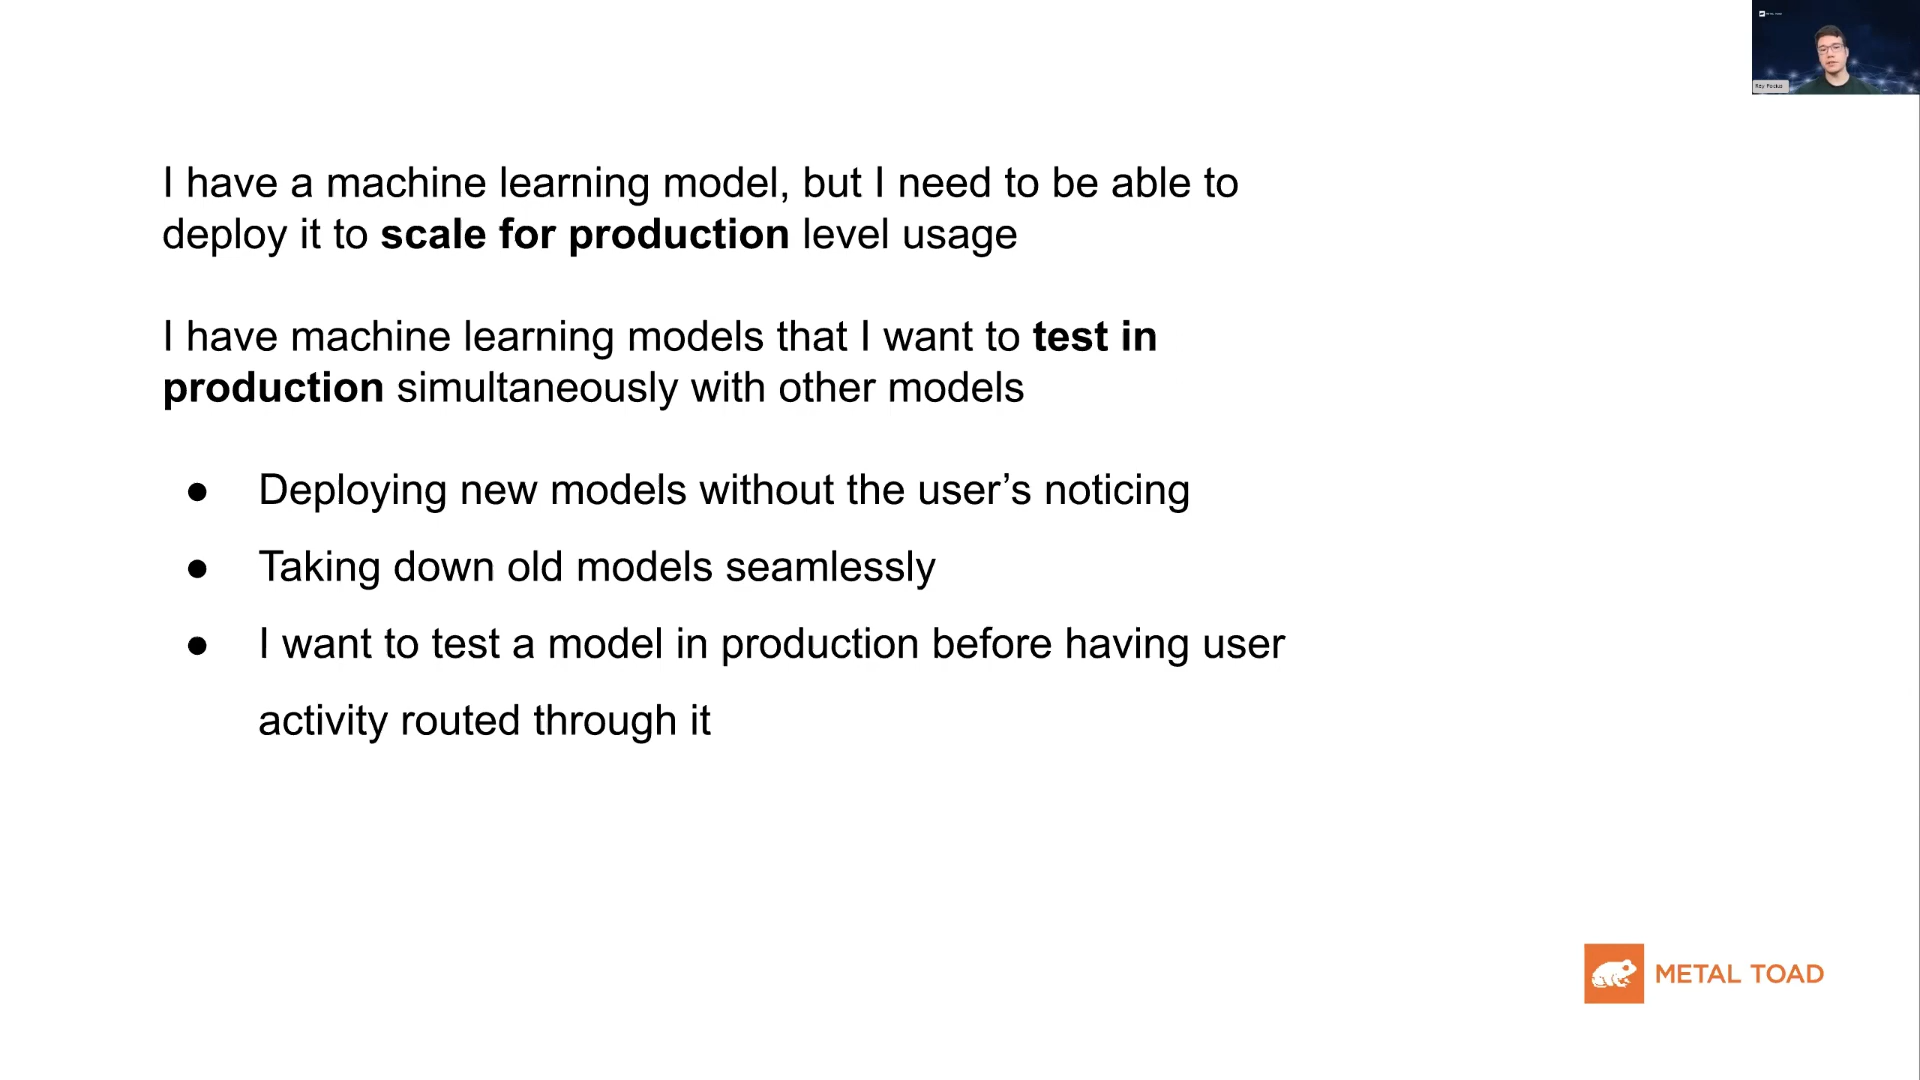 I have a machine learning model, but I need to be able to
deploy it to scale for production level usage
I have machine learning models that I want to test in
production simultaneously with other models
● Deploying new models without the user’s noticing
● Taking down old models seamlessly
● I want to test a model in production before having user
activity routed through it
METAL TOAD